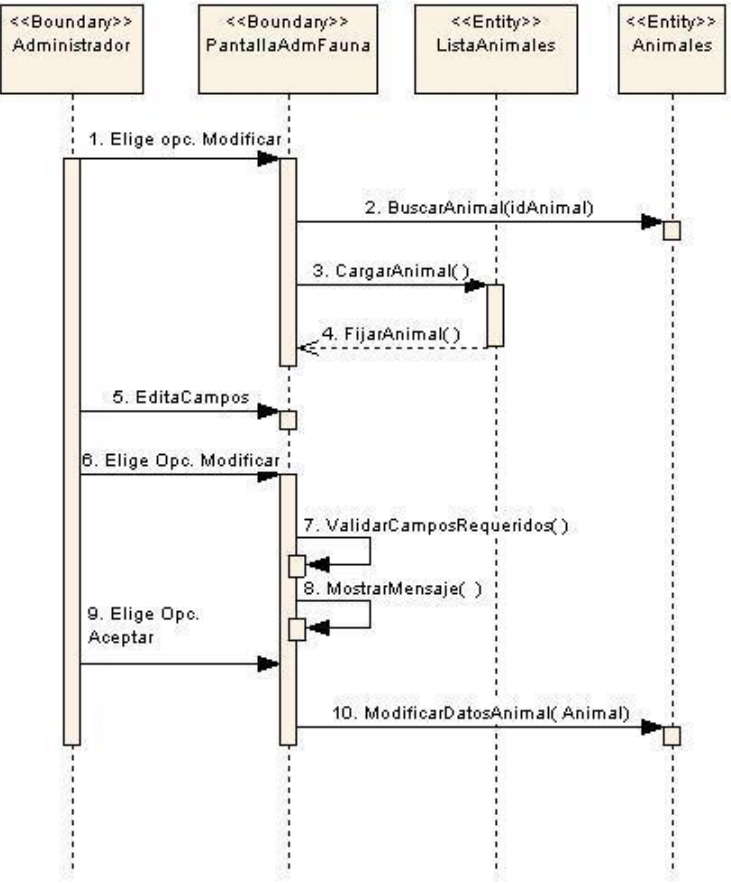 <<Boundary>>
Administrador
<<Boundary>>
PantallaAdmFauna
<<Entity>>
ListaAnimales
<<Entity>>
Animales
1. Elige opc. Modificar
2. BuscarAnimal(idAnimal)
3. CargarAnimal( )
4. FijarAnimal( )
5. EditaCampos
6. Elige Opc. Modificar
7. ValidarCamposRequeridos( )
8. MostrarMensaje( )
9. Elige Opc.
Aceptar
10. ModificarDatosAnimal( Animal)